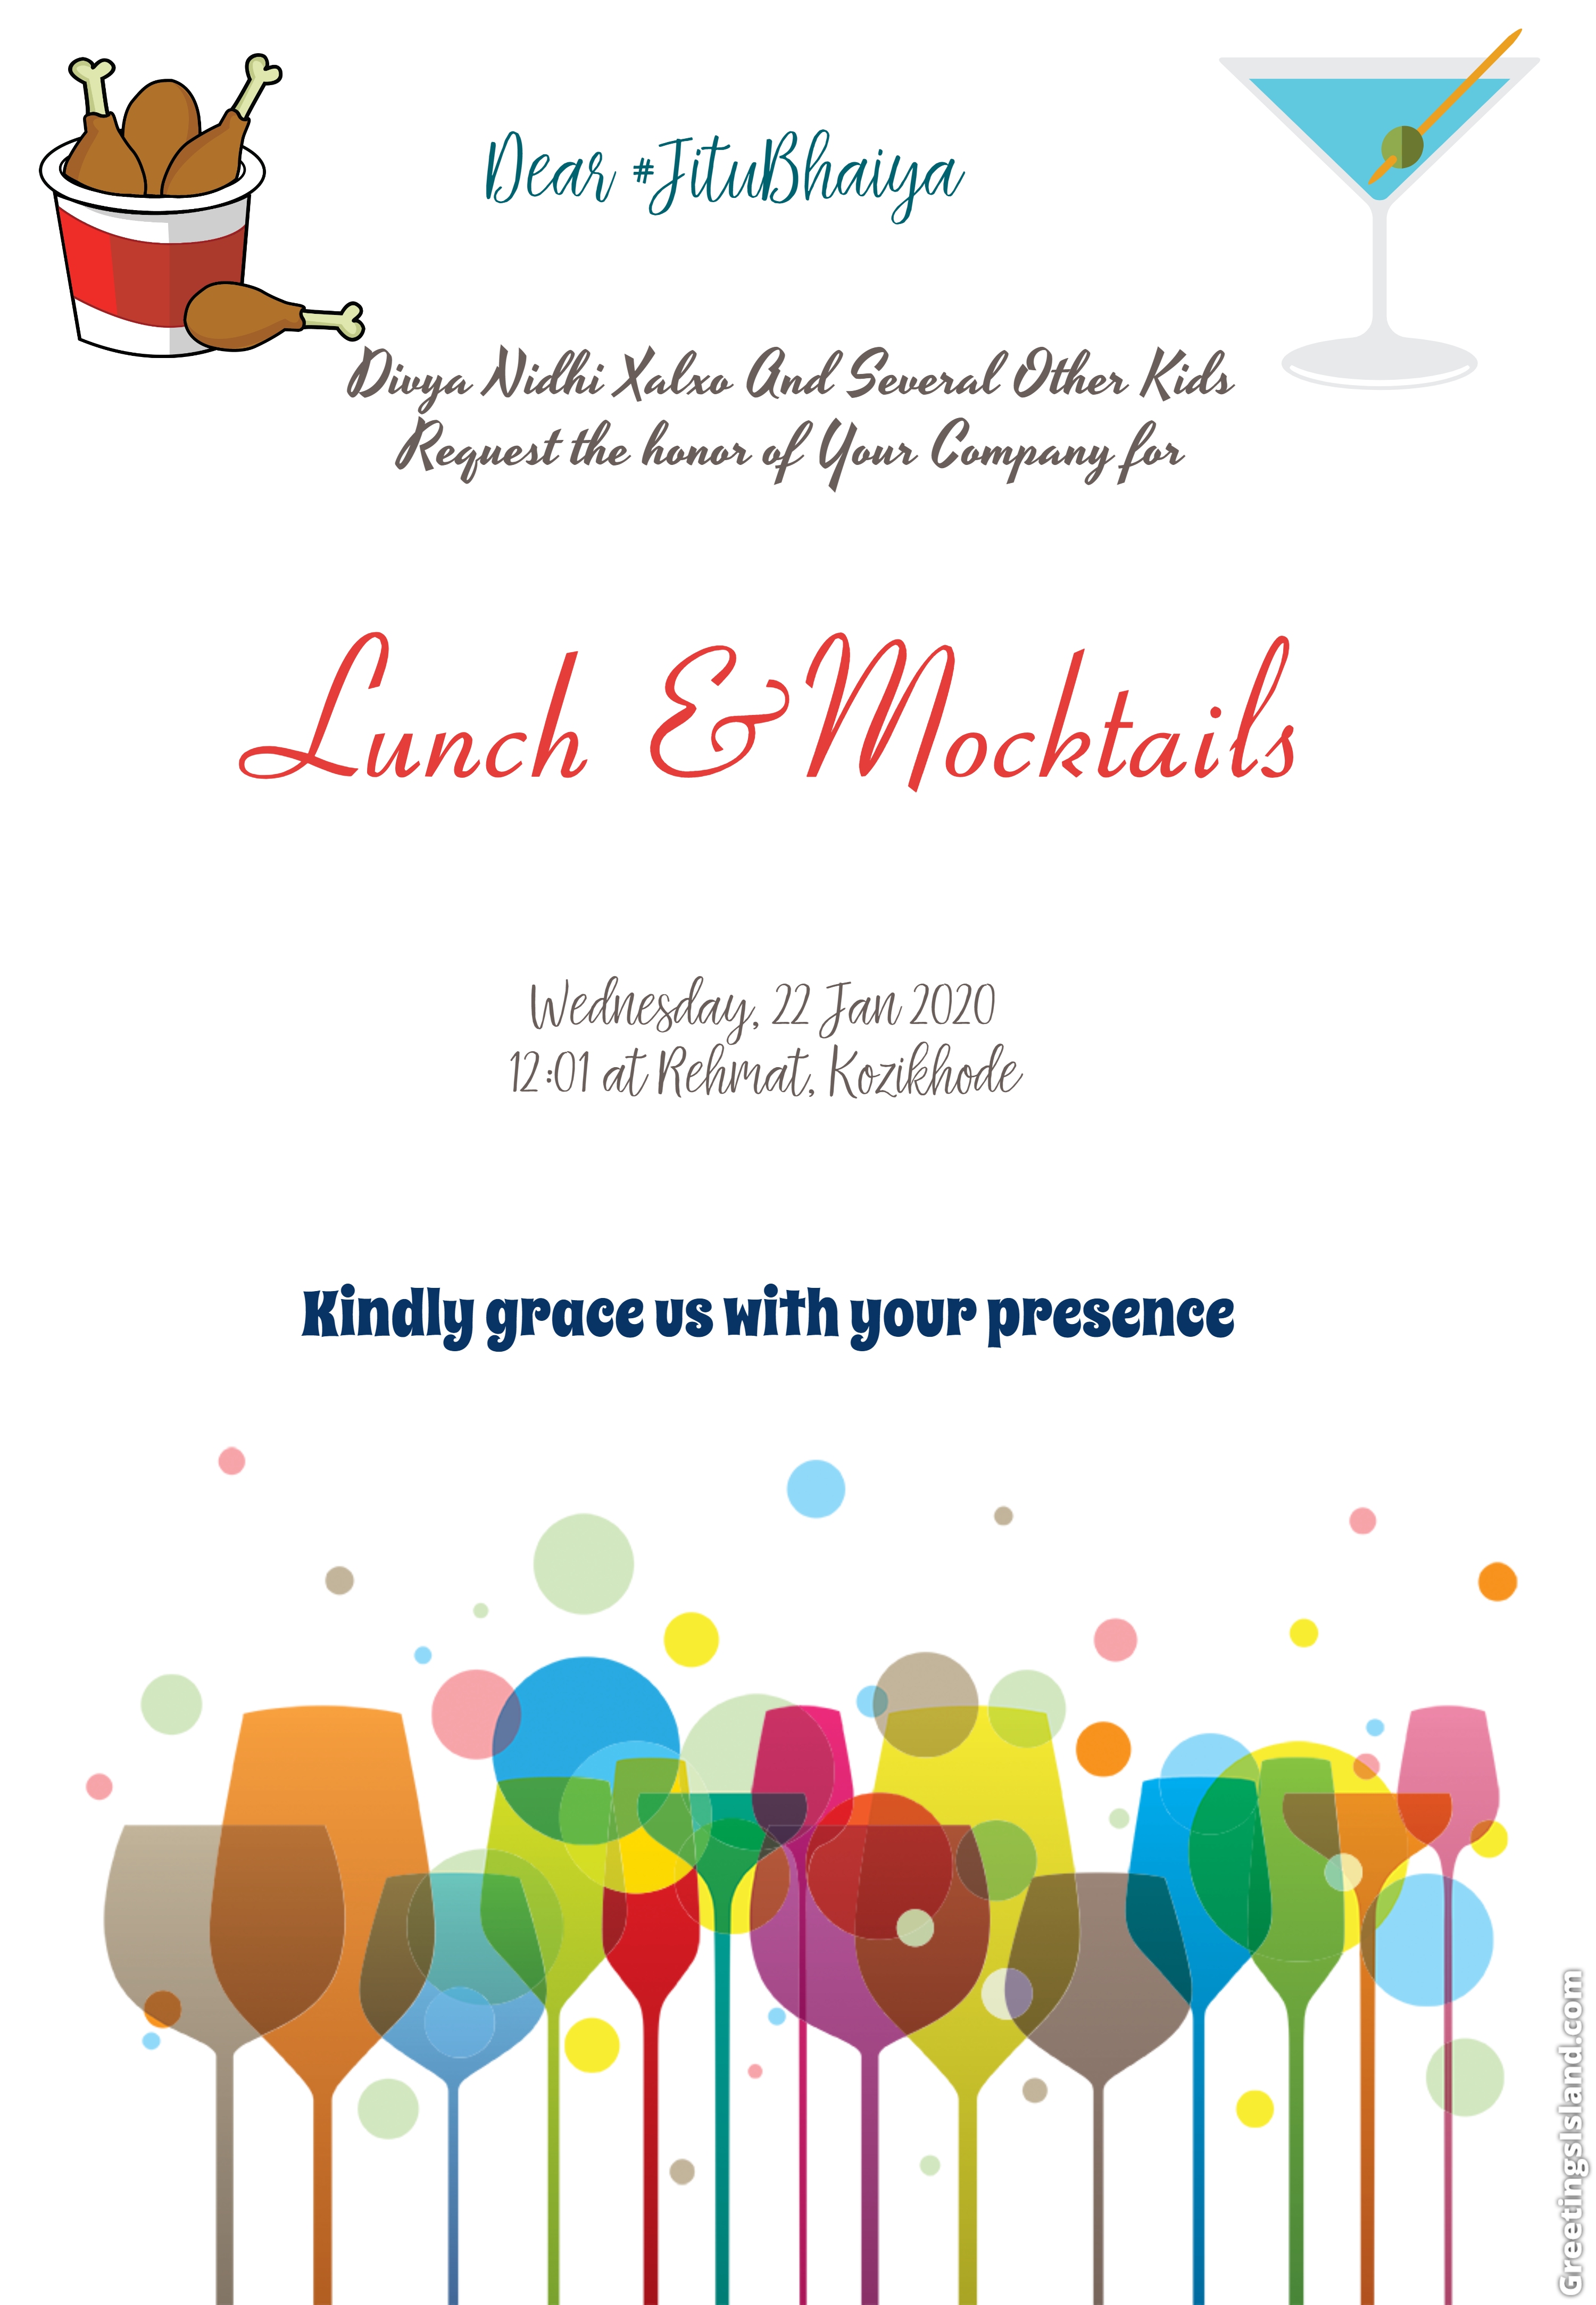 Dear #JituBhaiya
Divya Nidhi Xalxo And Several Other Kids
Request the honor of Your Company for
Lunch & Mocktails
Wednesday, 22 Jan 2020
12:01 at Rehmat, Kozikhode
Kindly grace us with your presence
GreetingsIsland.com